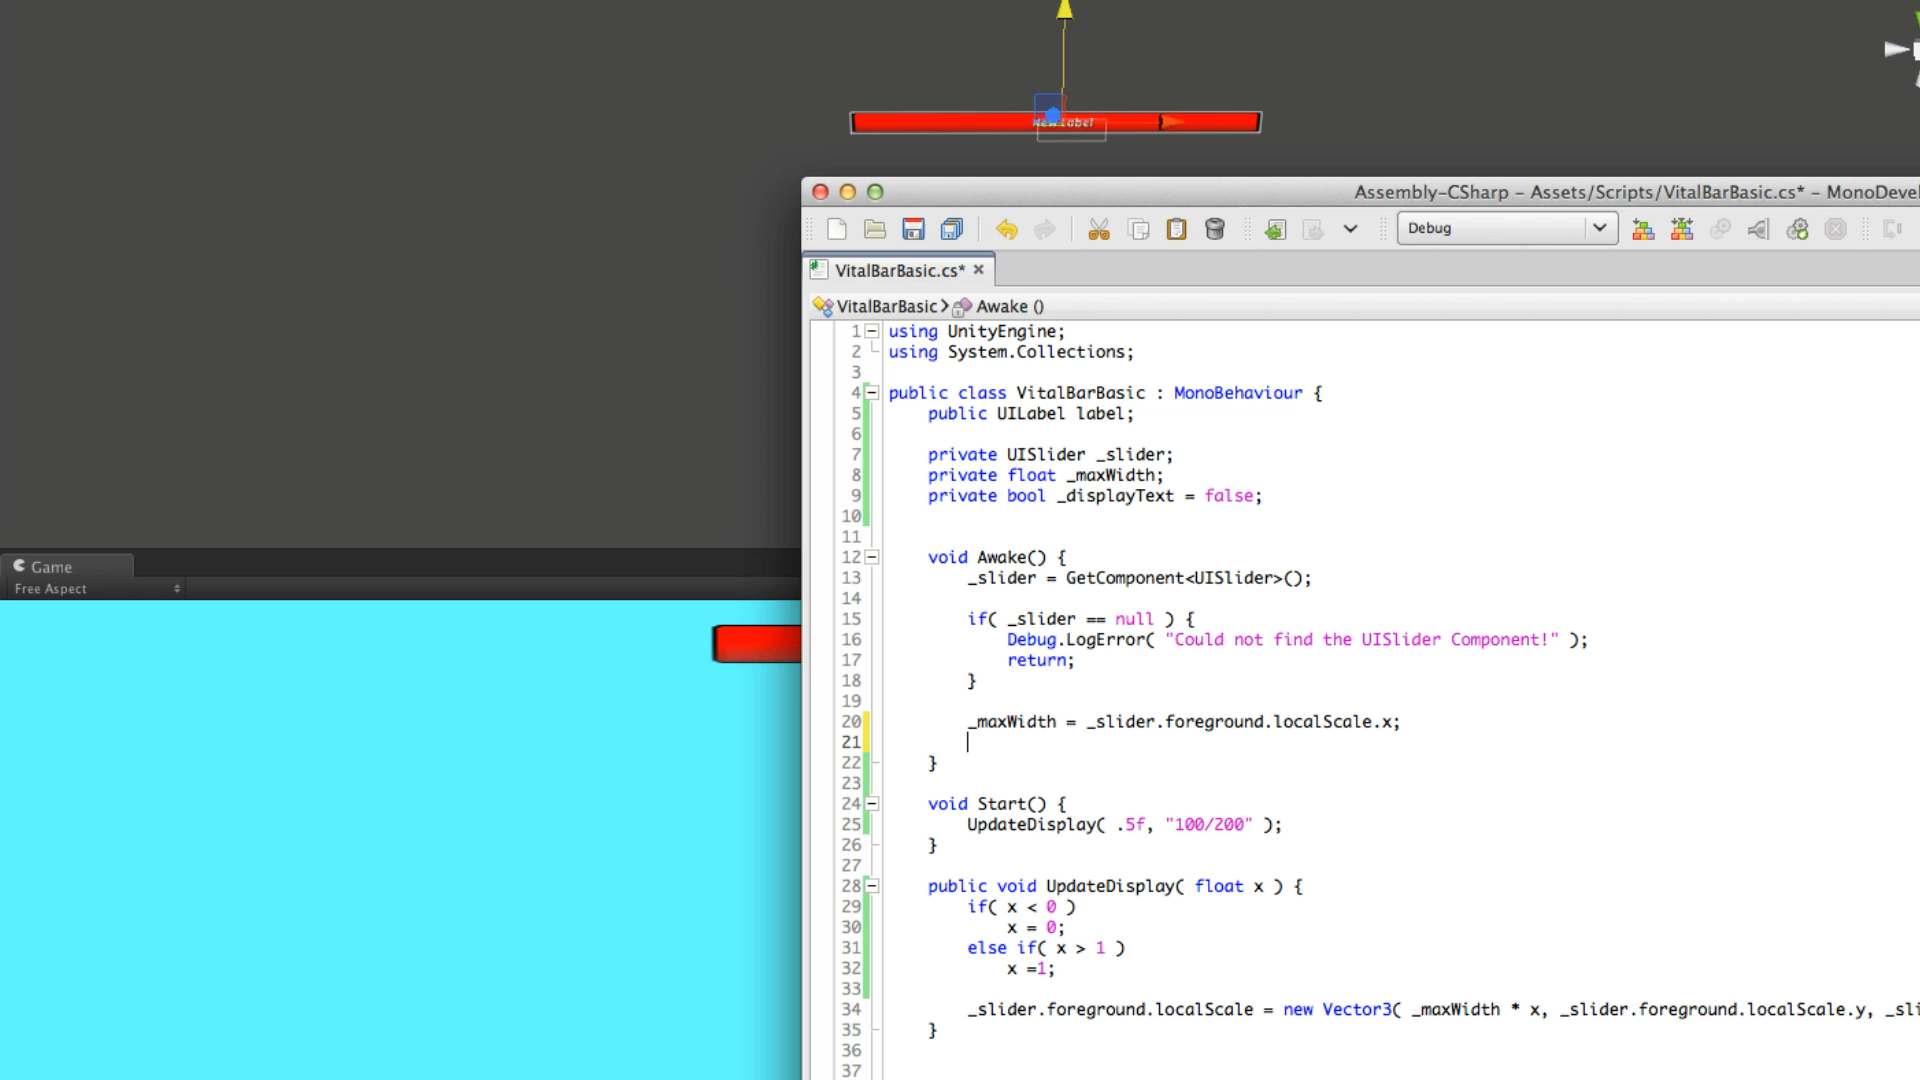 New Label
Assembly-CSharp – Assets/Scripts/VitalBarBasic.cs* – MonoDevel
Debug
VitalBarBasic.cs*
VitalBarBasic
Awake ()
1 using UnityEngine;
2 using System.Collections;
3
4 public class VitalBarBasic : MonoBehaviour {
5 public UILabel label;
6
7 private UISlider _slider;
8 private float _maxWidth;
9 private bool _displayText = false;
10
11
12 void Awake() {
13 _slider = GetComponent<UISlider>();
14
15 if( _slider == null ) {
16 Debug.LogError( "Could not find the UISlider Component!" );
17 return;
18 }
19
20 _maxWidth = _slider.foreground.localScale.x;
21
22 }
23
24 void Start() {
25 UpdateDisplay( .5f, "100/200" );
26 }
27
28 public void UpdateDisplay( float x ) {
29 if( x < 0 )
30 x = 0;
31 else if( x > 1 )
32 x =1;
33
34 _slider.foreground.localScale = new Vector3( _maxWidth * x, _slider.foreground.localScale.y, _sli
35 }
36
37
Game
Free Aspect